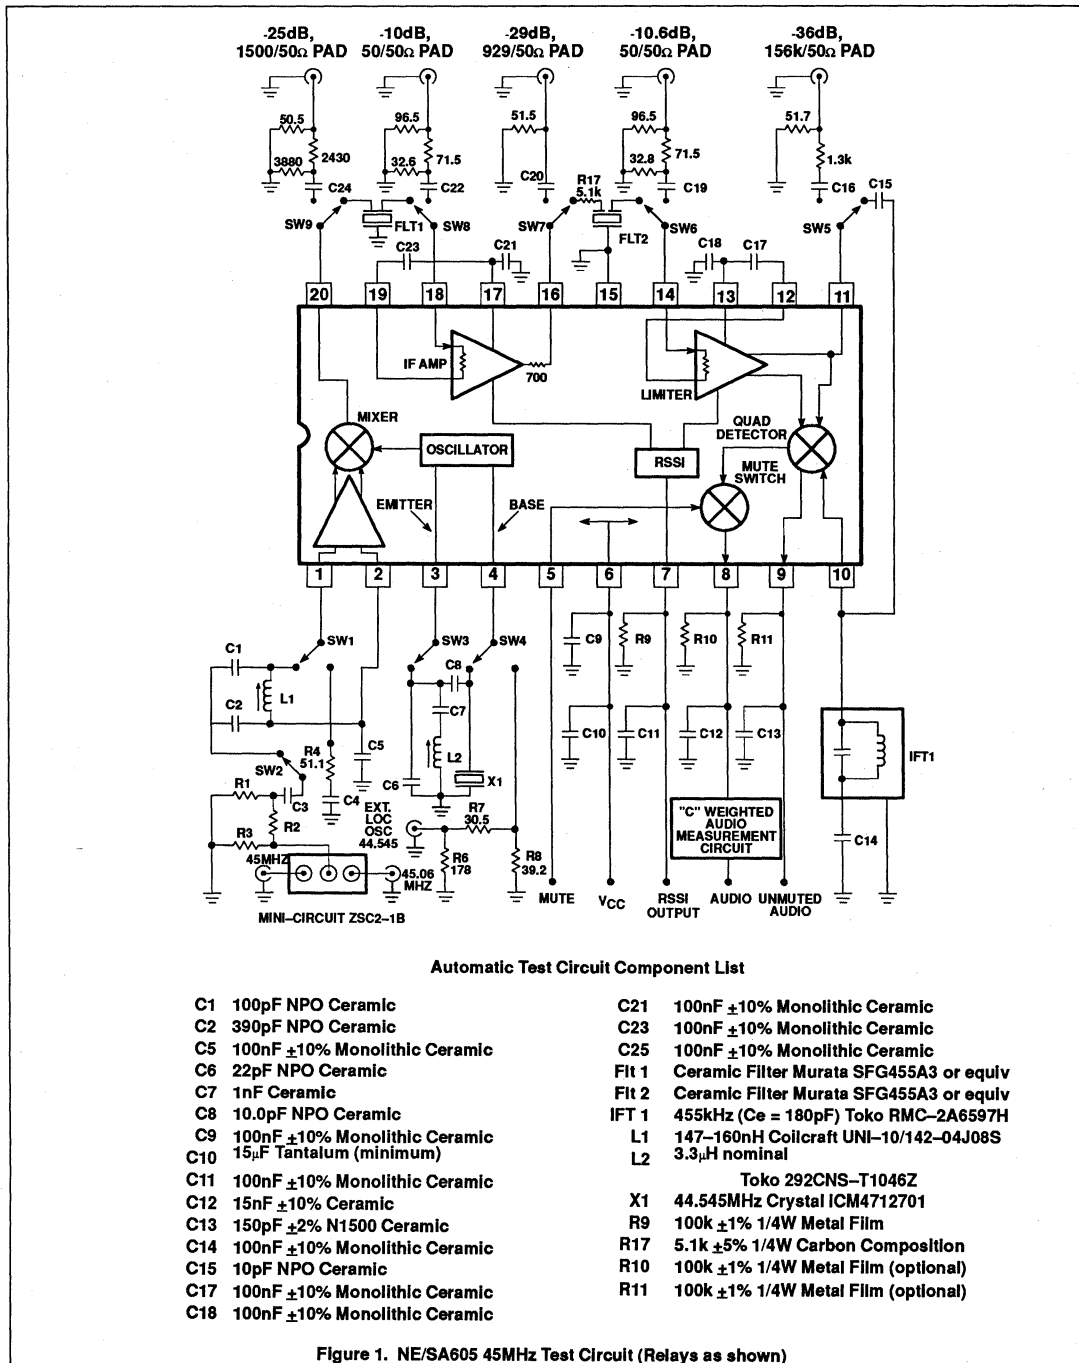 -25dB, -10dB, -29dB, -10.6dB, -36dB
1500/50Ω PAD 50/50Ω PAD 929/50Ω PAD 50/50Ω PAD 156k/50Ω PAD
50.5 96.5 51.5 96.5 51.7
3880 2430 32.6 71.5 32.8 71.5 1.3k
C24 C22 C20 R17 5.1k C19 C16 C15
SW9 FLT1 SW8 SW7 FLT2 SW6 SW5
C23 C21 C18 C17
20 19 18 17 16 15 14 13 12 11
IF AMP 700 LIMITER
MIXER QUAD DETECTOR
OSCILLATOR RSSI MUTE SWITCH
EMITTER BASE
1 2 3 4 5 6 7 8 9 10
SW1 SW3 SW4 C9 R9 R10 R11
C1 C8
L1 C7
C2 C5 C10 C11 C12 C13
R4 51.1 L2 IFT1
SW2 C6 X1
R1 C3 C4
R2 EXT. LOC OSC 44.545 R7 30.5
R3 "C" WEIGHTED AUDIO MEASUREMENT CIRCUIT C14
45MHZ 45.06 MHZ R6 178 R8 39.2
MUTE VCC RSSI OUTPUT AUDIO UNMUTED AUDIO
MINI–CIRCUIT ZSC2–1B
Automatic Test Circuit Component List
C1 100pF NPO Ceramic
C2 390pF NPO Ceramic
C5 100nF ±10% Monolithic Ceramic
C6 22pF NPO Ceramic
C7 1nF Ceramic
C8 10.0pF NPO Ceramic
C9 100nF ±10% Monolithic Ceramic
C10 15µF Tantalum (minimum)
C11 100nF ±10% Monolithic Ceramic
C12 15nF ±10% Ceramic
C13 150pF ±2% N1500 Ceramic
C14 100nF ±10% Monolithic Ceramic
C15 10pF NPO Ceramic
C17 100nF ±10% Monolithic Ceramic
C18 100nF ±10% Monolithic Ceramic
C21 100nF ±10% Monolithic Ceramic
C23 100nF ±10% Monolithic Ceramic
C25 100nF ±10% Monolithic Ceramic
Flt 1 Ceramic Filter Murata SFG455A3 or equiv
Flt 2 Ceramic Filter Murata SFG455A3 or equiv
IFT 1 455kHz (Ce = 180pF) Toko RMC–2A6597H
L1 147–160nH Coilcraft UNI–10/142–04J08S
L2 3.3µH nominal
Toko 292CNS–T1046Z
X1 44.545MHz Crystal ICM4712701
R9 100k ±1% 1/4W Metal Film
R17 5.1k ±5% 1/4W Carbon Composition
R10 100k ±1% 1/4W Metal Film (optional)
R11 100k ±1% 1/4W Metal Film (optional)
Figure 1. NE/SA605 45MHz Test Circuit (Relays as shown)